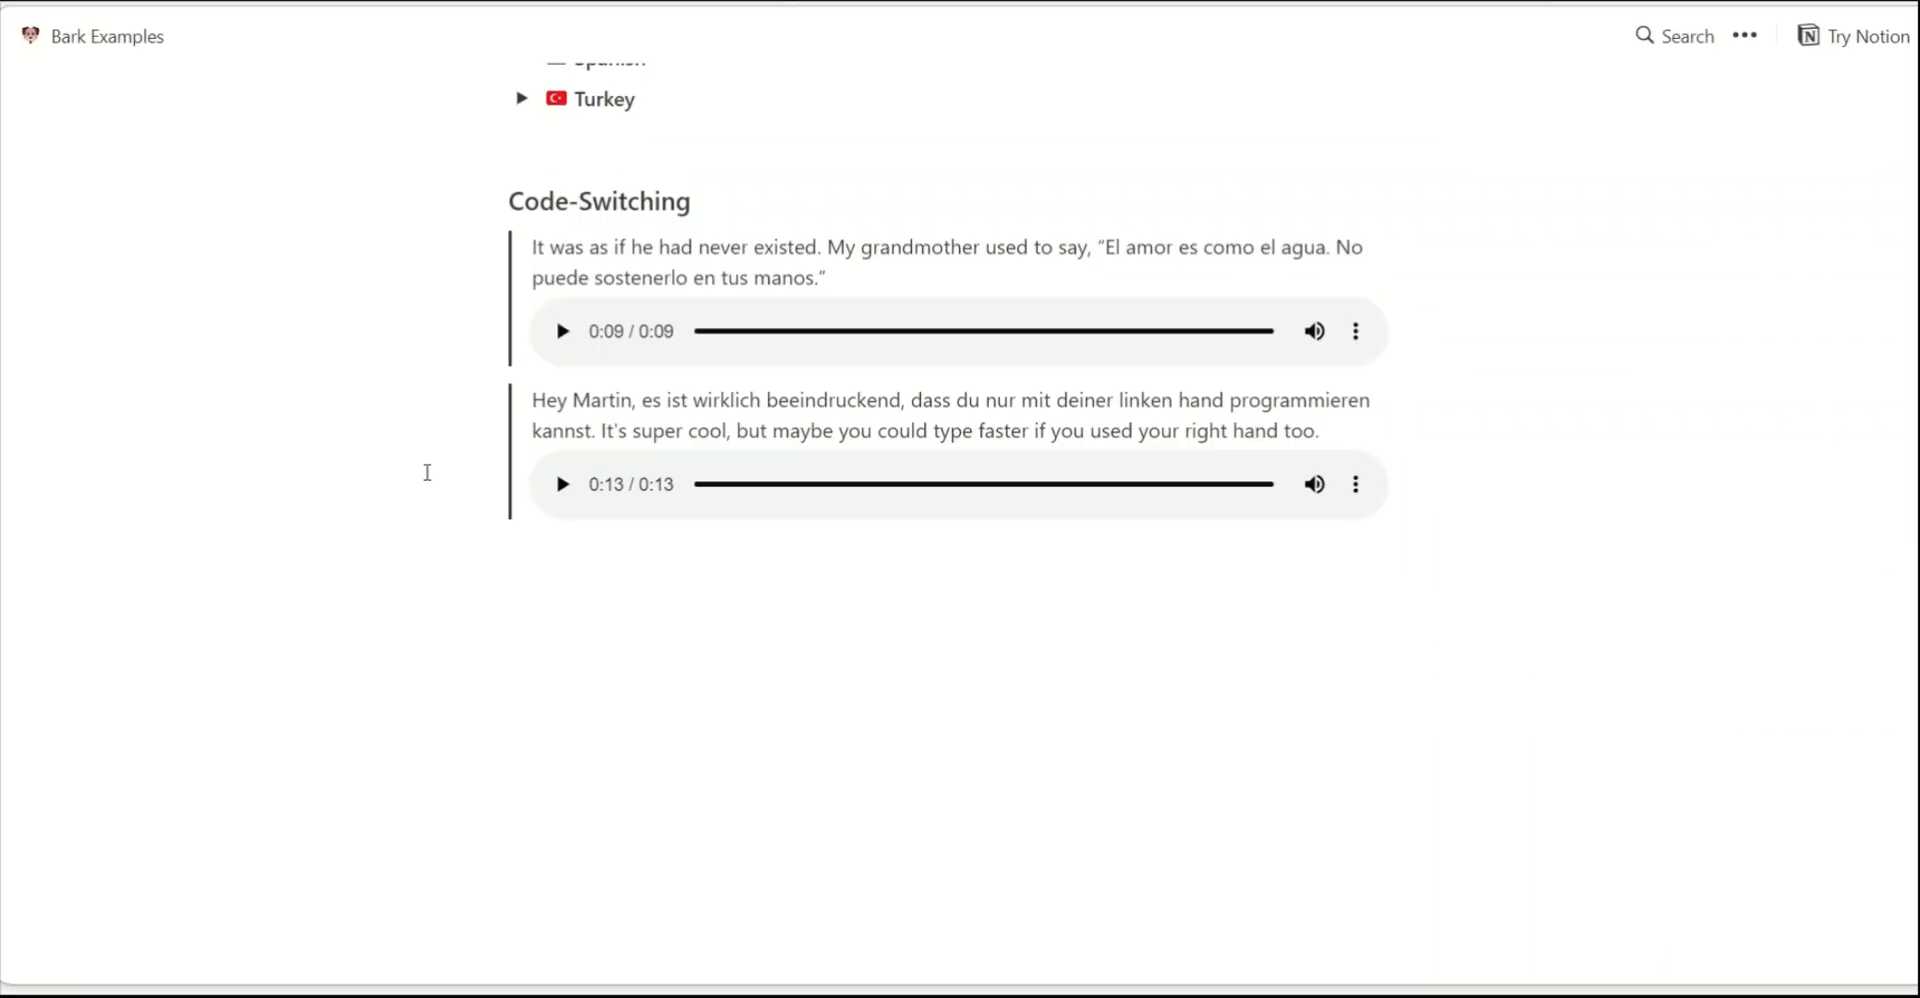 Bark Examples
Search
Try Notion
Spanish
Turkey
Code-Switching
It was as if he had never existed. My grandmother used to say, “El amor es como el agua. No
puede sostenerlo en tus manos.”
0:09 / 0:09
Hey Martin, es ist wirklich beeindruckend, dass du nur mit deiner linken hand programmieren
kannst. It's super cool, but maybe you could type faster if you used your right hand too.
0:13 / 0:13